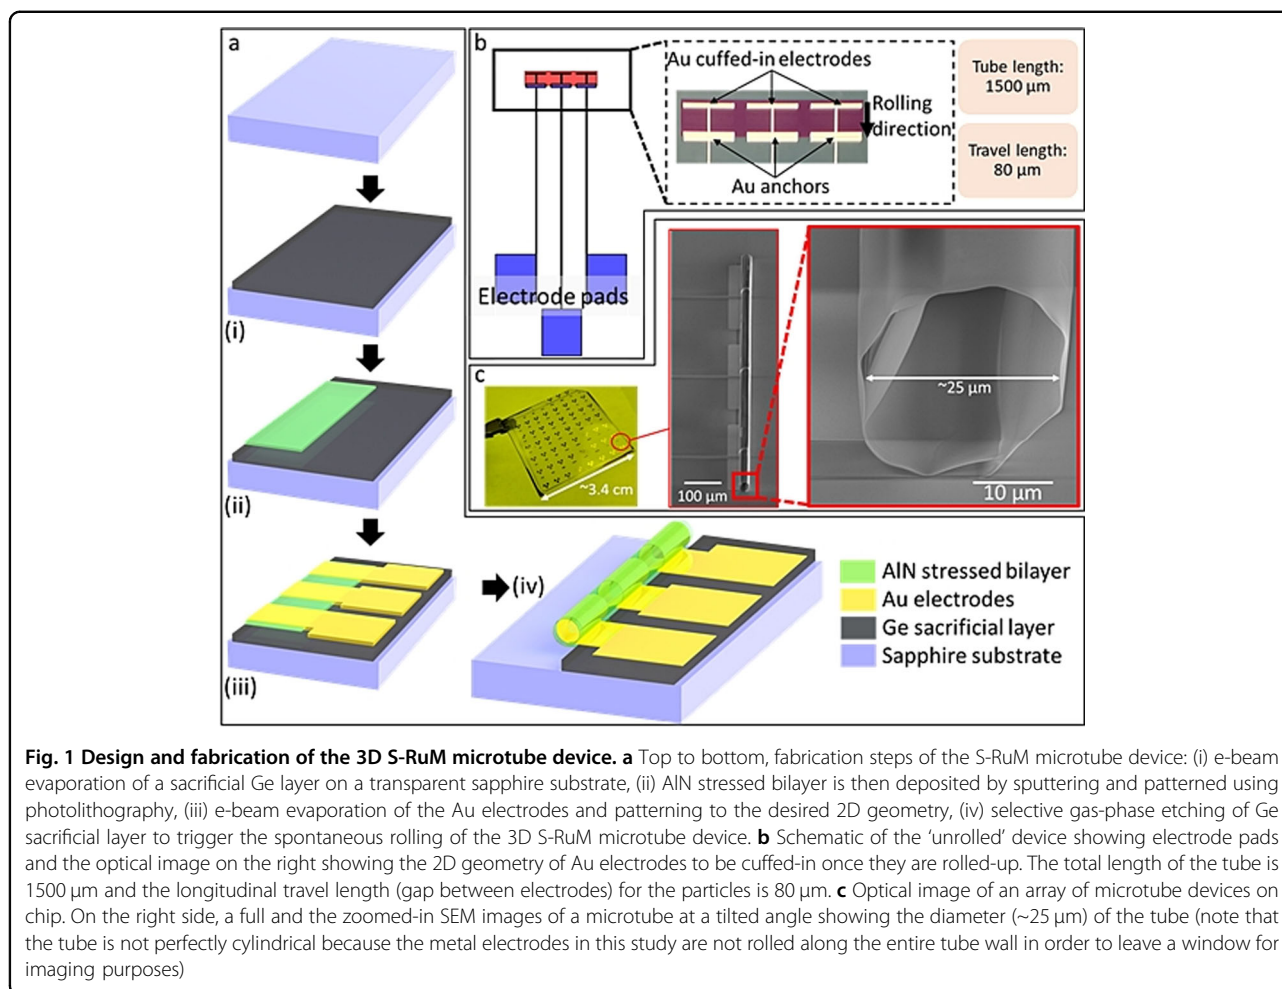 a
(i)
(ii)
(iii)
(iv)
b
Au cuffed-in electrodes
Rolling
direction
Au anchors
Tube length:
1500 µm
Travel length:
80 µm
Electrode pads
c
~3.4 cm
100 µm
~25 µm
10 µm
AlN stressed bilayer
Au electrodes
Ge sacrificial layer
Sapphire substrate
Fig. 1 Design and fabrication of the 3D S-RuM microtube device. a Top to bottom, fabrication steps of the S-RuM microtube device: (i) e-beam
evaporation of a sacrificial Ge layer on a transparent sapphire substrate, (ii) AlN stressed bilayer is then deposited by sputtering and patterned using
photolithography, (iii) e-beam evaporation of the Au electrodes and patterning to the desired 2D geometry, (iv) selective gas-phase etching of Ge
sacrificial layer to trigger the spontaneous rolling of the 3D S-RuM microtube device. b Schematic of the ‘unrolled’ device showing electrode pads
and the optical image on the right showing the 2D geometry of Au electrodes to be cuffed-in once they are rolled-up. The total length of the tube is
1500 µm and the longitudinal travel length (gap between electrodes) for the particles is 80 µm. c Optical image of an array of microtube devices on
chip. On the right side, a full and the zoomed-in SEM images of a microtube at a tilted angle showing the diameter (~25 µm) of the tube (note that
the tube is not perfectly cylindrical because the metal electrodes in this study are not rolled along the entire tube wall in order to leave a window for
imaging purposes)